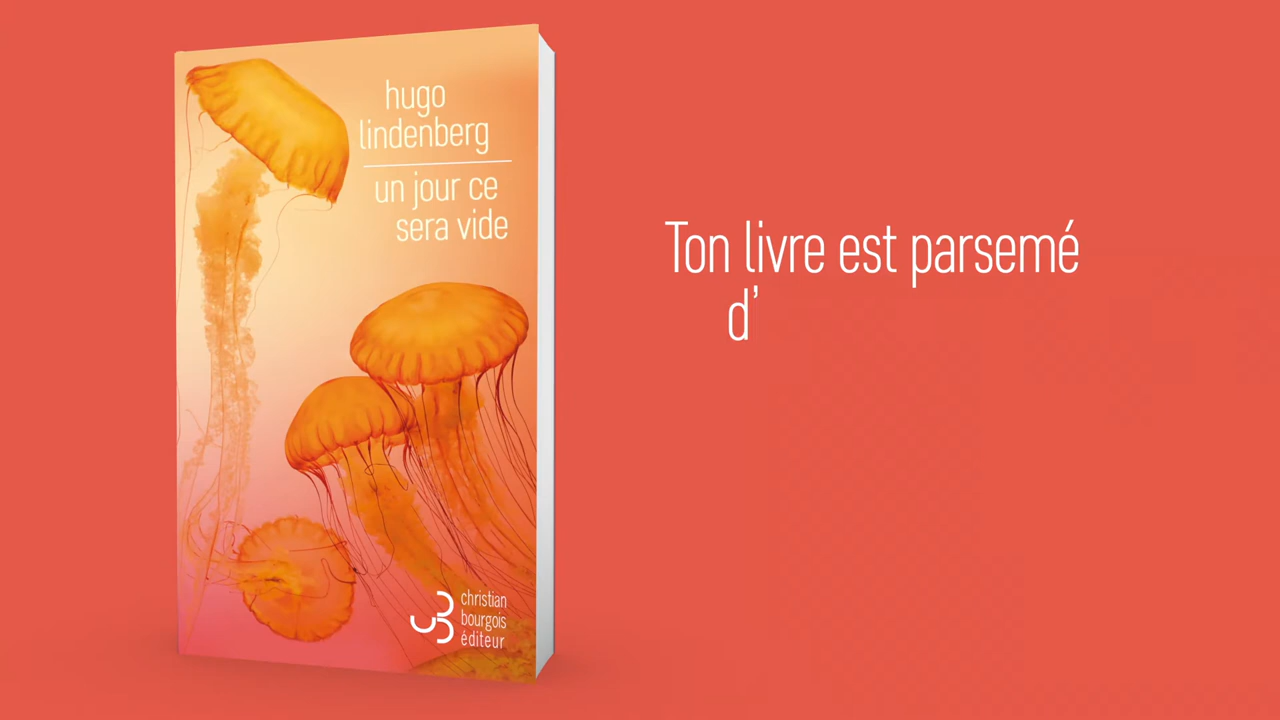 hugo
lindenberg
un jour ce
sera vide
christian
bourgois
éditeur
Ton livre est parsemé
d’